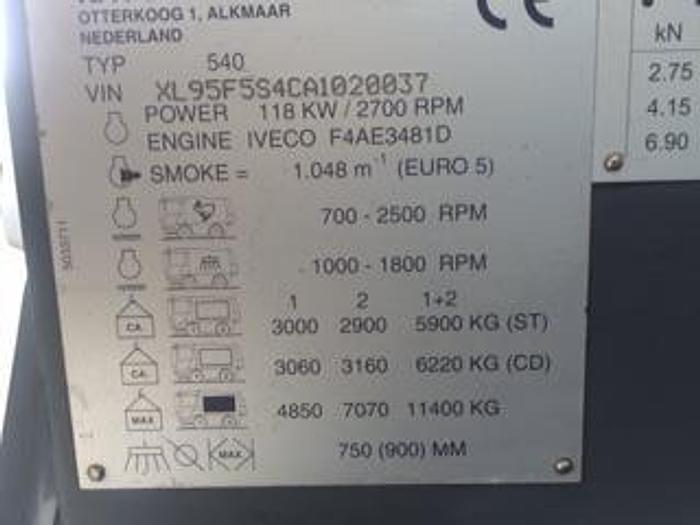 OTTERKOOG 1, ALKMAAR
NEDERLAND
TYP 540
VIN XL95F5S4CA1020037
POWER 118 KW / 2700 RPM
ENGINE IVECO F4AE3481D
SMOKE = 1.048 m⁻¹ (EURO 5)
700 - 2500 RPM
1000 - 1800 RPM
1 2 1+2
CA. 3000 2900 5900 KG (ST)
CA. 3060 3160 6220 KG (CD)
MAX 4850 7070 11400 KG
MAX 750 (900) MM
CE
kN
2.75
4.15
6.90